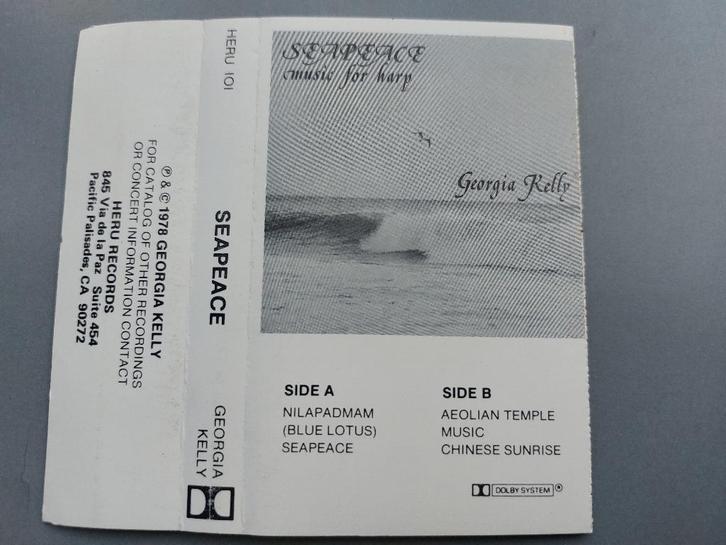 SEAPEACE
music for harp
Georgia Kelly
SIDE A
NILAPADMAM
(BLUE LOTUS)
SEAPEACE
SIDE B
AEOLIAN TEMPLE
MUSIC
CHINESE SUNRISE
DOLBY SYSTEM ®
HERU 101
SEAPEACE
GEORGIA
KELLY
℗ & © 1978 GEORGIA KELLY
FOR CATALOG OF OTHER RECORDINGS
OR CONCERT INFORMATION CONTACT
HERU RECORDS
845 Via de la Paz Suite 454
Pacific Palisades, CA 90272